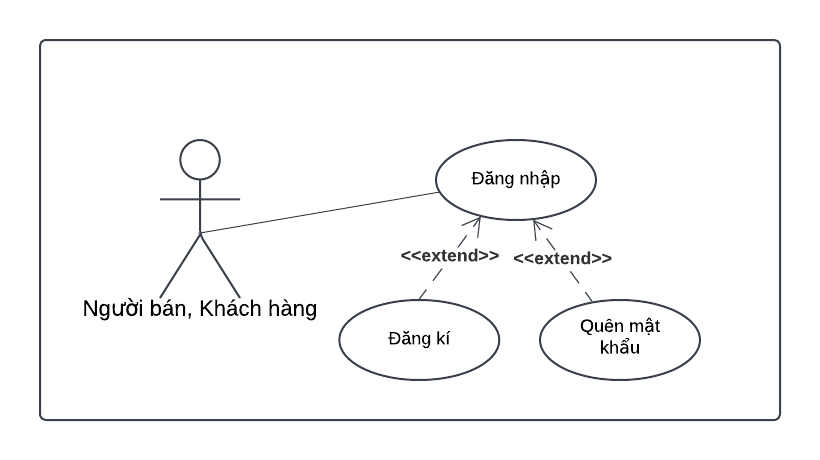 Đăng nhập
<<extend>> <<extend>>
Người bán, Khách hàng
Đăng kí
Quên mật
khẩu